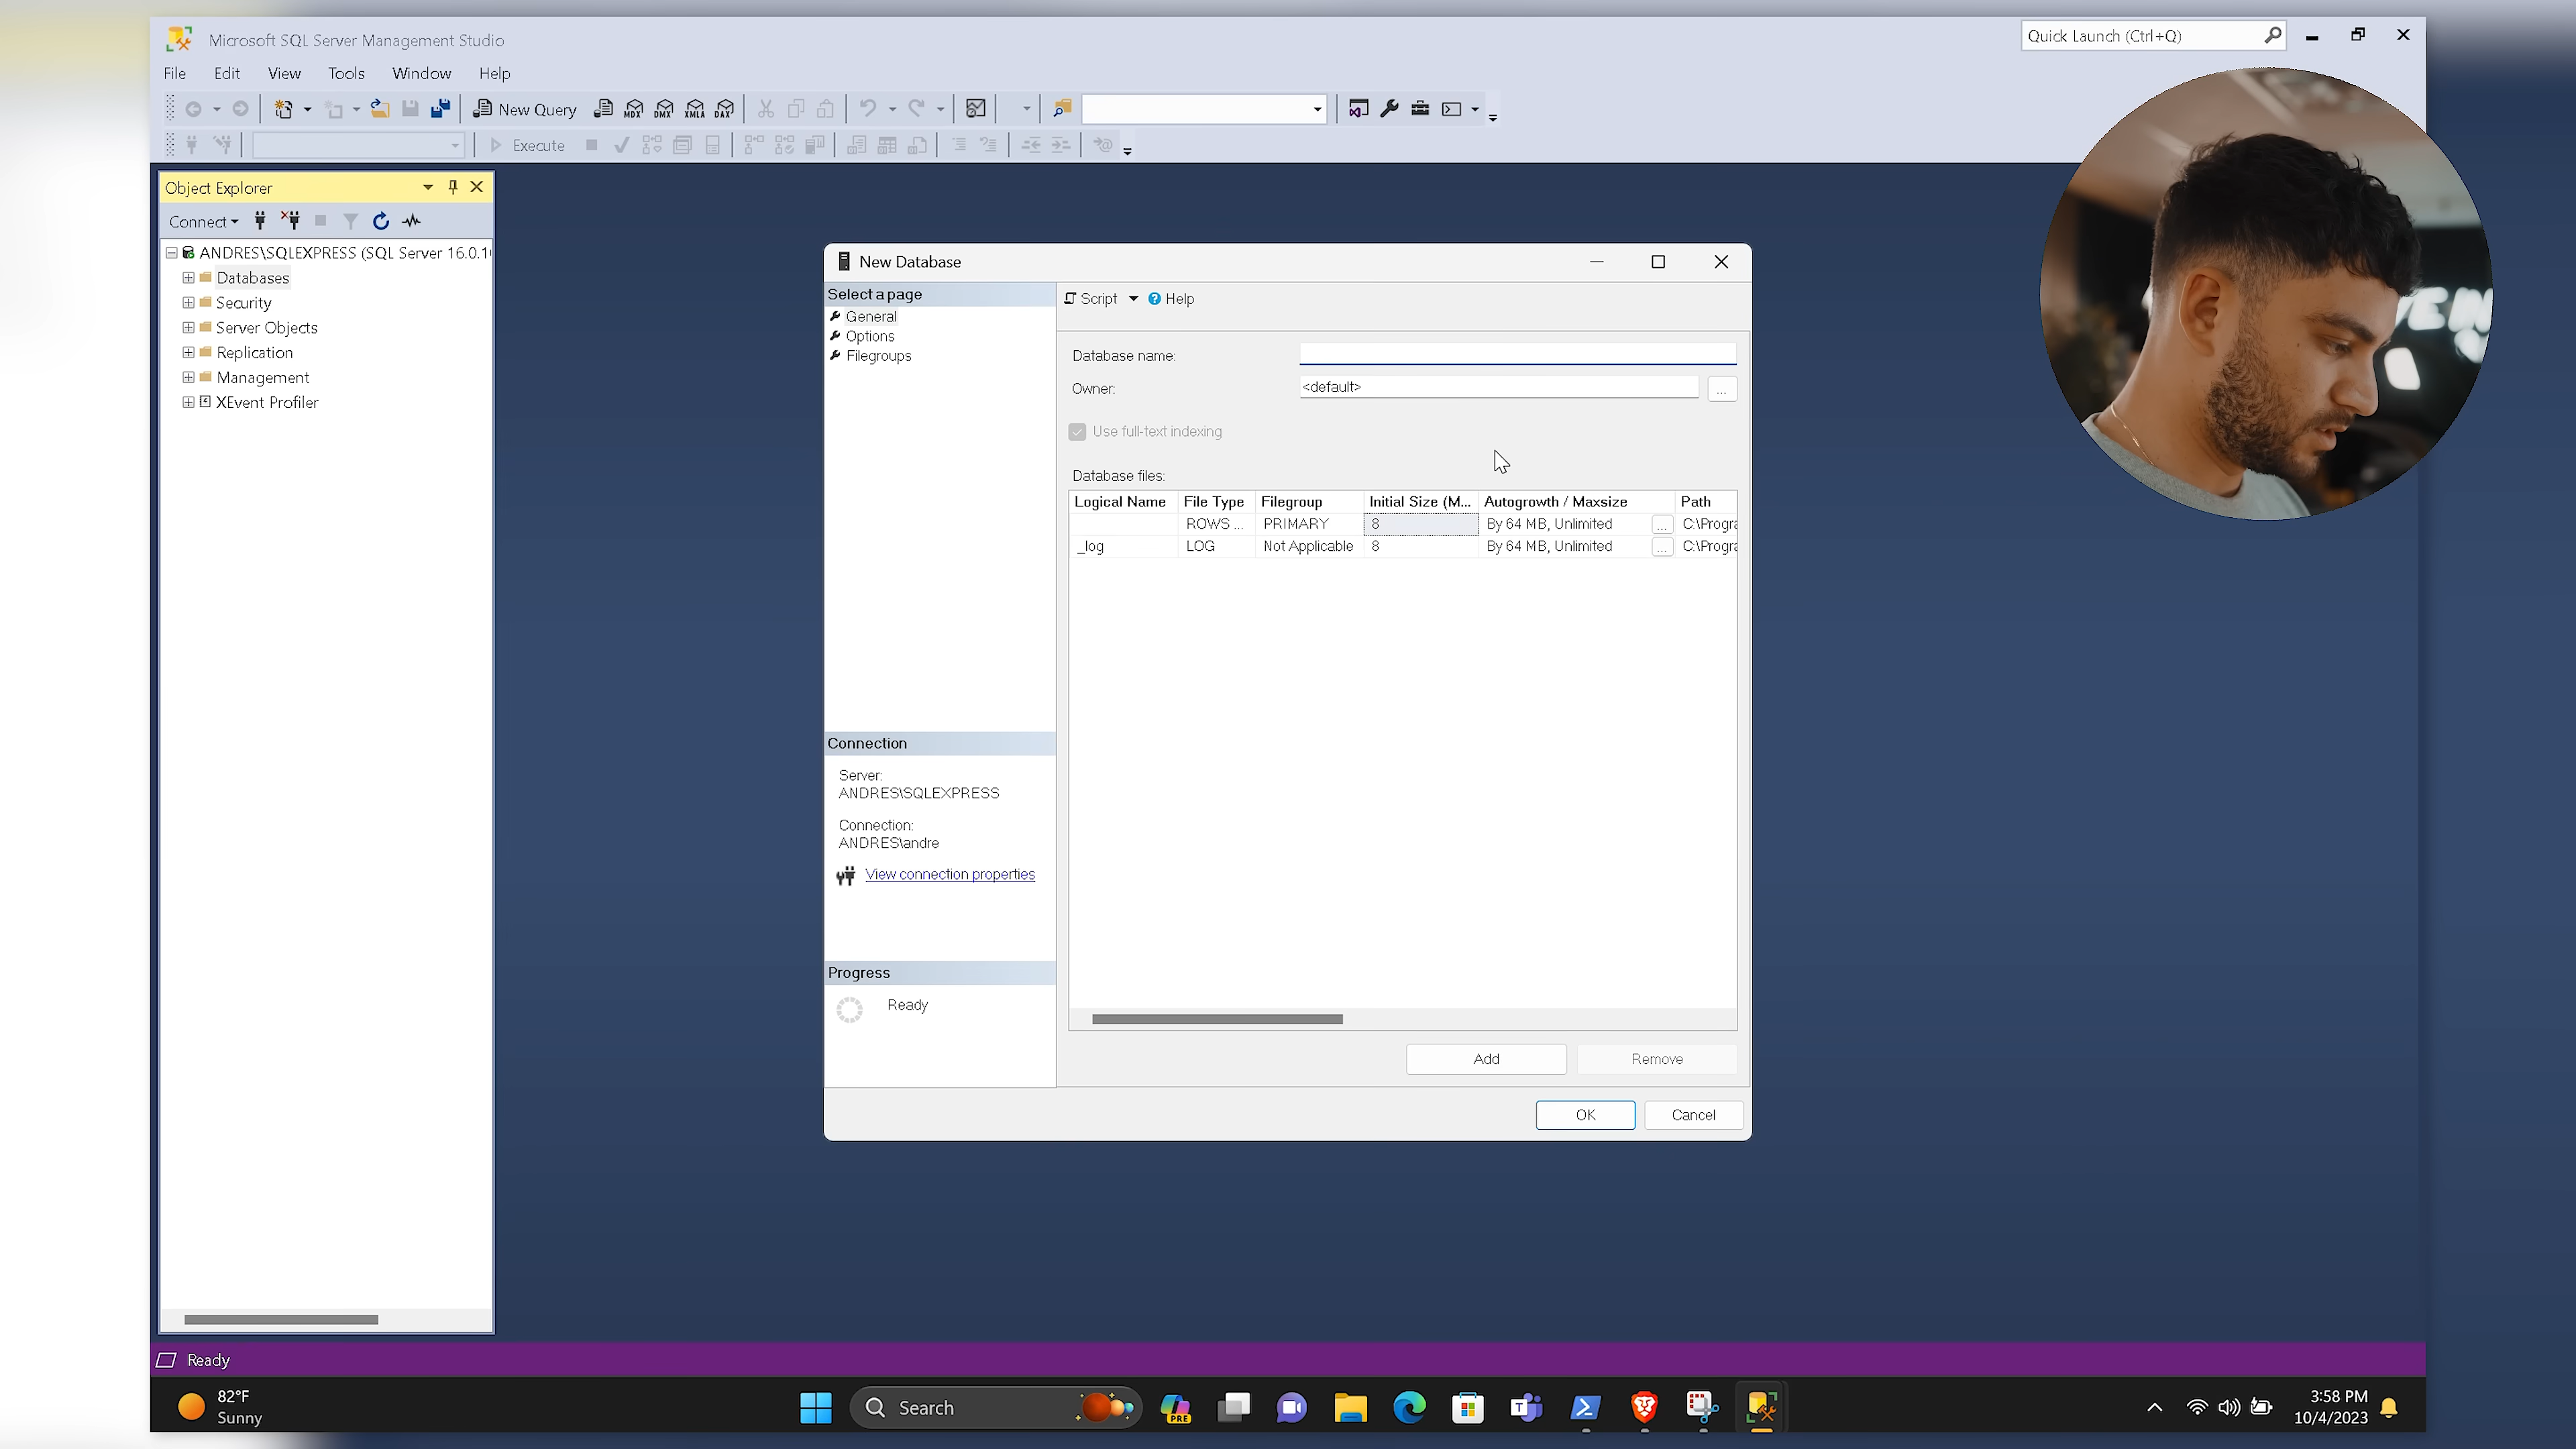 Microsoft SQL Server Management Studio
Quick Launch (Ctrl+Q)
File Edit View Tools Window Help
New Query MDX DMX XMLA DAX
Execute
Object Explorer
Connect
ANDRES\SQLEXPRESS (SQL Server 16.0.1
Databases
Security
Server Objects
Replication
Management
XEvent Profiler
New Database
Select a page
General
Options
Filegroups
Script Help
Database name:
Owner: <default> ...
Use full-text indexing
Database files:
Logical Name File Type Filegroup Initial Size (M... Autogrowth / Maxsize Path
ROWS ... PRIMARY 8 By 64 MB, Unlimited ... C:\Progra
_log LOG Not Applicable 8 By 64 MB, Unlimited ... C:\Progra
Connection
Server:
ANDRES\SQLEXPRESS
Connection:
ANDRES\andre
View connection properties
Progress
Ready
Add Remove
OK Cancel
Ready
82°F
Sunny
Search
PRE
3:58 PM
10/4/2023